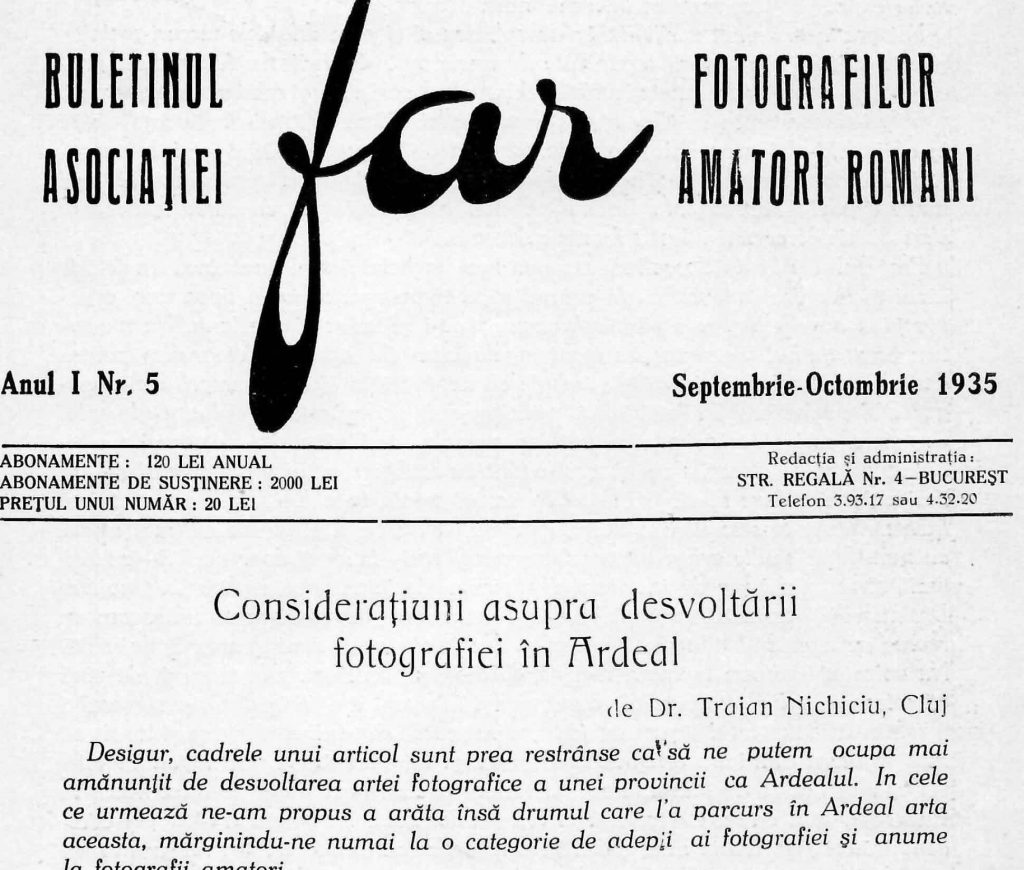 BULETINUL
ASOCIAŢIEI
far
FOTOGRAFILOR
AMATORI ROMANI
Anul I Nr. 5
Septembrie-Octombrie 1935
ABONAMENTE : 120 LEI ANUAL
ABONAMENTE DE SUSŢINERE : 2000 LEI
PREŢUL UNUI NUMĂR : 20 LEI
Redacţia şi administraţia :
STR. REGALĂ Nr. 4–BUCUREŞT
Telefon 3.93.17 sau 4.32.20
Consideraţiuni asupra desvoltării
fotografiei în Ardeal
de Dr. Traian Nichiciu, Cluj
Desigur, cadrele unui articol sunt prea restrânse ca să ne putem ocupa mai
amănunţit de desvoltarea artei fotografice a unei provincii ca Ardealul. In cele
ce urmează ne-am propus a arăta însă drumul care l'a parcurs în Ardeal arta
aceasta, mărginindu-ne numai la o categorie de adepţi ai fotografiei şi anume
la fotografii amatori.